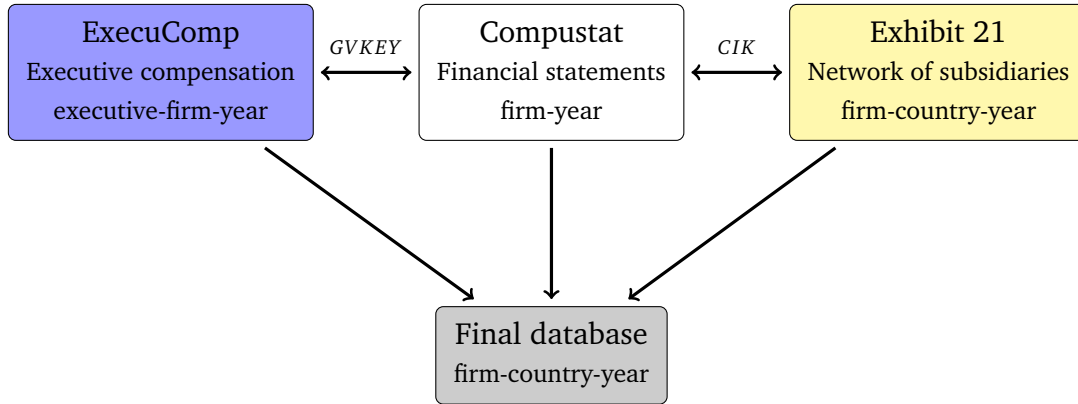 ExecuComp
Executive compensation
executive-firm-year
GVKEY
Compustat
Financial statements
firm-year
CIK
Exhibit 21
Network of subsidiaries
firm-country-year
Final database
firm-country-year